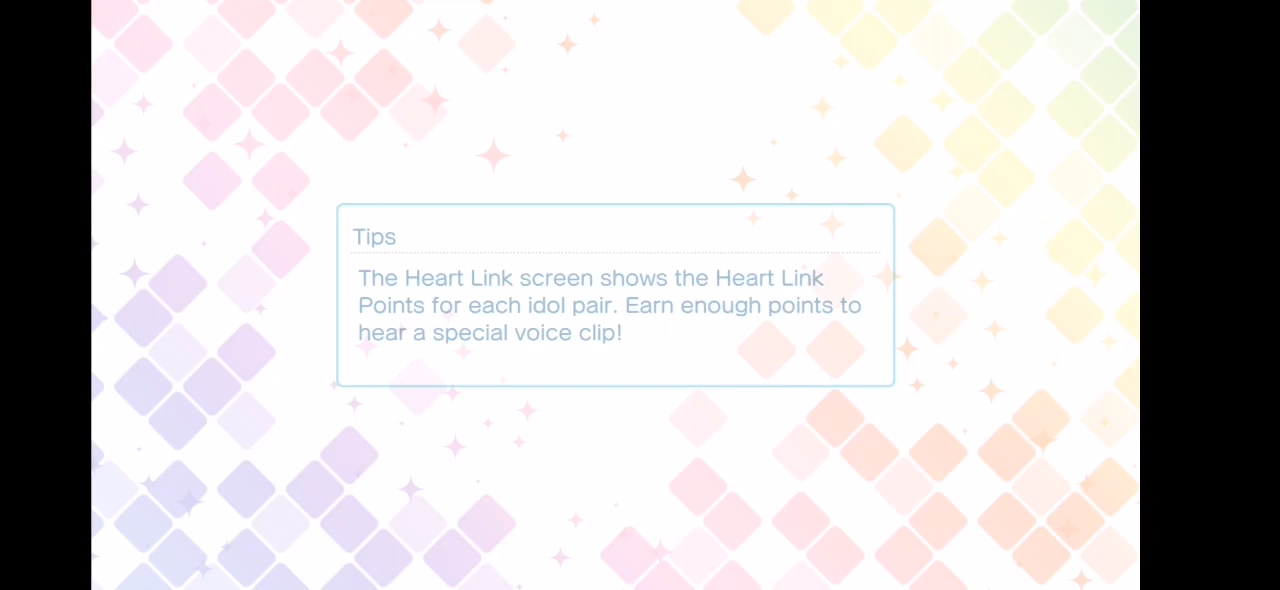 Tips
The Heart Link screen shows the Heart Link
Points for each idol pair. Earn enough points to
hear a special voice clip!